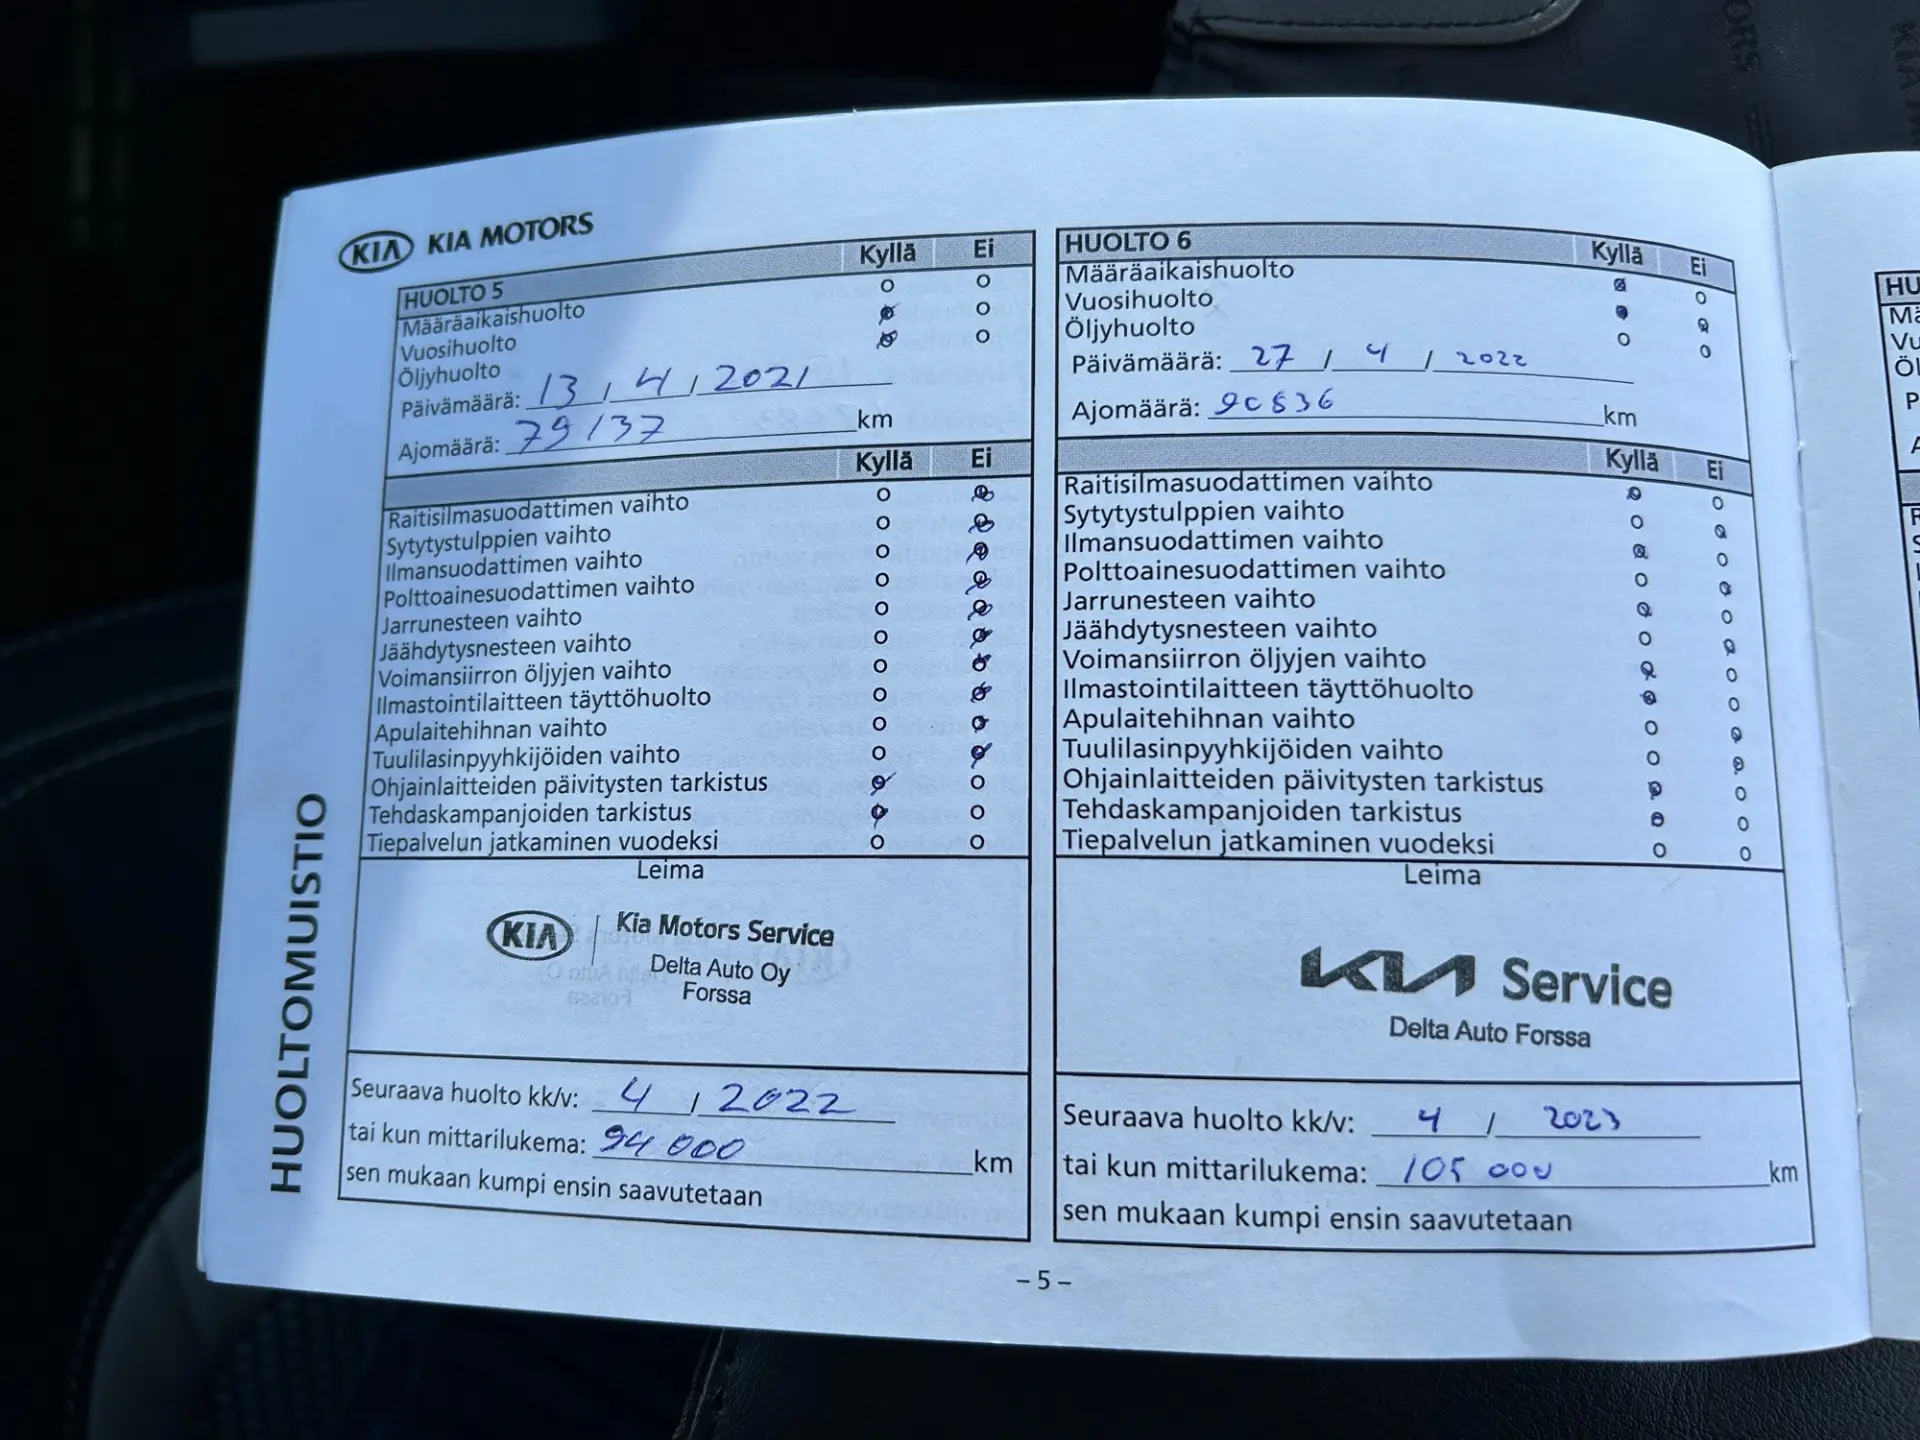 KIA KIA MOTORS
HUOLTO 5 Kyllä Ei
Määräaikaishuolto
Vuosihuolto
Öljyhuolto
Päivämäärä: 13 / 4 / 2021
Ajomäärä: 79137 km
Kyllä Ei
Raitisilmasuodattimen vaihto
Sytytystulppien vaihto
Ilmansuodattimen vaihto
Polttoainesuodattimen vaihto
Jarrunesteen vaihto
Jäähdytysnesteen vaihto
Voimansiirron öljyjen vaihto
Ilmastointilaitteen täyttöhuolto
Apulaitehihnan vaihto
Tuulilasinpyyhkijöiden vaihto
Ohjainlaitteiden päivitysten tarkistus
Tehdaskampanjoiden tarkistus
Tiepalvelun jatkaminen vuodeksi
Leima
KIA Kia Motors Service
Delta Auto Oy
Forssa
Seuraava huolto kk/v: 4 / 2022
tai kun mittarilukema: 94 000 km
sen mukaan kumpi ensin saavutetaan
HUOLTO 6 Kyllä Ei
Määräaikaishuolto
Vuosihuolto
Öljyhuolto
Päivämäärä: 27 / 4 / 2022
Ajomäärä: 90836 km
Kyllä Ei
Raitisilmasuodattimen vaihto
Sytytystulppien vaihto
Ilmansuodattimen vaihto
Polttoainesuodattimen vaihto
Jarrunesteen vaihto
Jäähdytysnesteen vaihto
Voimansiirron öljyjen vaihto
Ilmastointilaitteen täyttöhuolto
Apulaitehihnan vaihto
Tuulilasinpyyhkijöiden vaihto
Ohjainlaitteiden päivitysten tarkistus
Tehdaskampanjoiden tarkistus
Tiepalvelun jatkaminen vuodeksi
Leima
KIA Service
Delta Auto Forssa
Seuraava huolto kk/v: 4 / 2023
tai kun mittarilukema: 105 000 km
sen mukaan kumpi ensin saavutetaan
HUOLTOMUISTIO
– 5 –